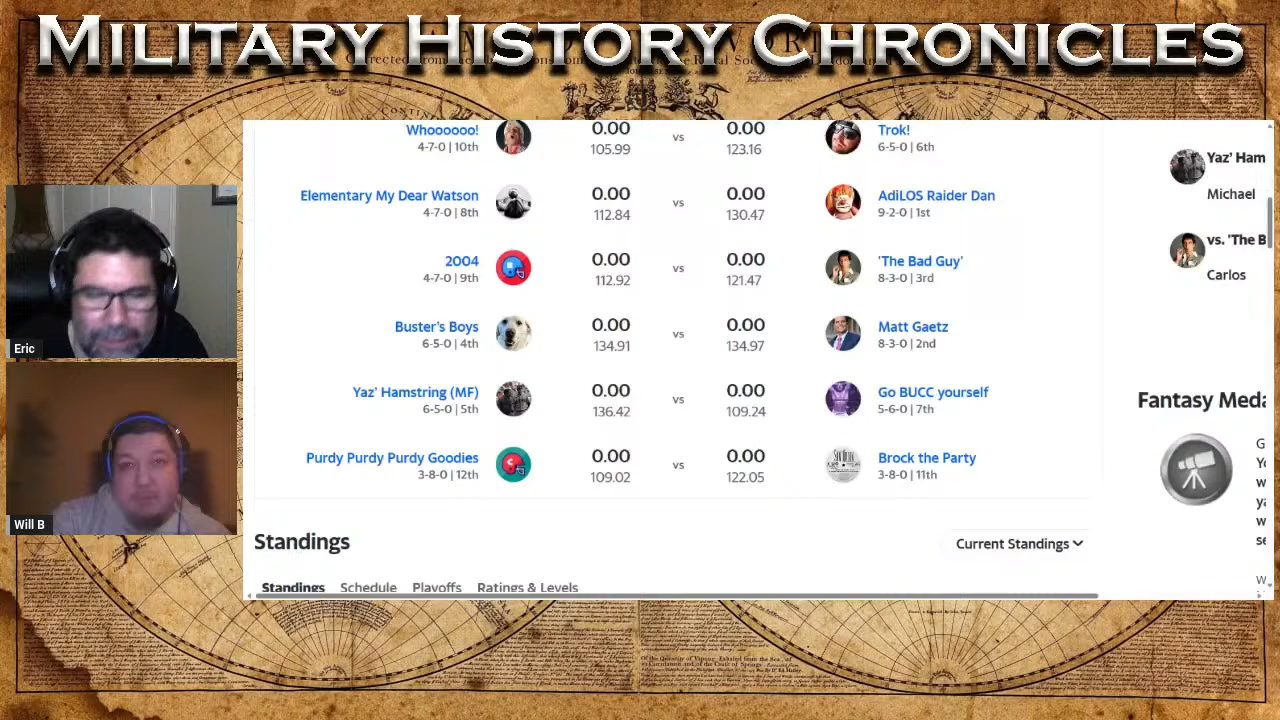 MILITARY HISTORY CHRONICLES
Whoooooo!
4-7-0 | 10th
0.00
105.99
vs
0.00
123.16
Trok!
6-5-0 | 6th
Elementary My Dear Watson
4-7-0 | 8th
0.00
112.84
vs
0.00
130.47
AdiLOS Raider Dan
9-2-0 | 1st
2004
4-7-0 | 9th
0.00
112.92
vs
0.00
121.47
'The Bad Guy'
8-3-0 | 3rd
Buster's Boys
6-5-0 | 4th
0.00
134.91
vs
0.00
134.97
Matt Gaetz
8-3-0 | 2nd
Yaz' Hamstring (MF)
6-5-0 | 5th
0.00
136.42
vs
0.00
109.24
Go BUCC yourself
5-6-0 | 7th
Purdy Purdy Purdy Goodies
3-8-0 | 12th
0.00
109.02
vs
0.00
122.05
Brock the Party
3-8-0 | 11th
Standings
Current Standings
Standings Schedule Playoffs Ratings & Levels
Yaz' Ham
Michael
vs. 'The B
Carlos
Fantasy Meda
G
Yo
w
ya
w
se
W
Eric
Will B